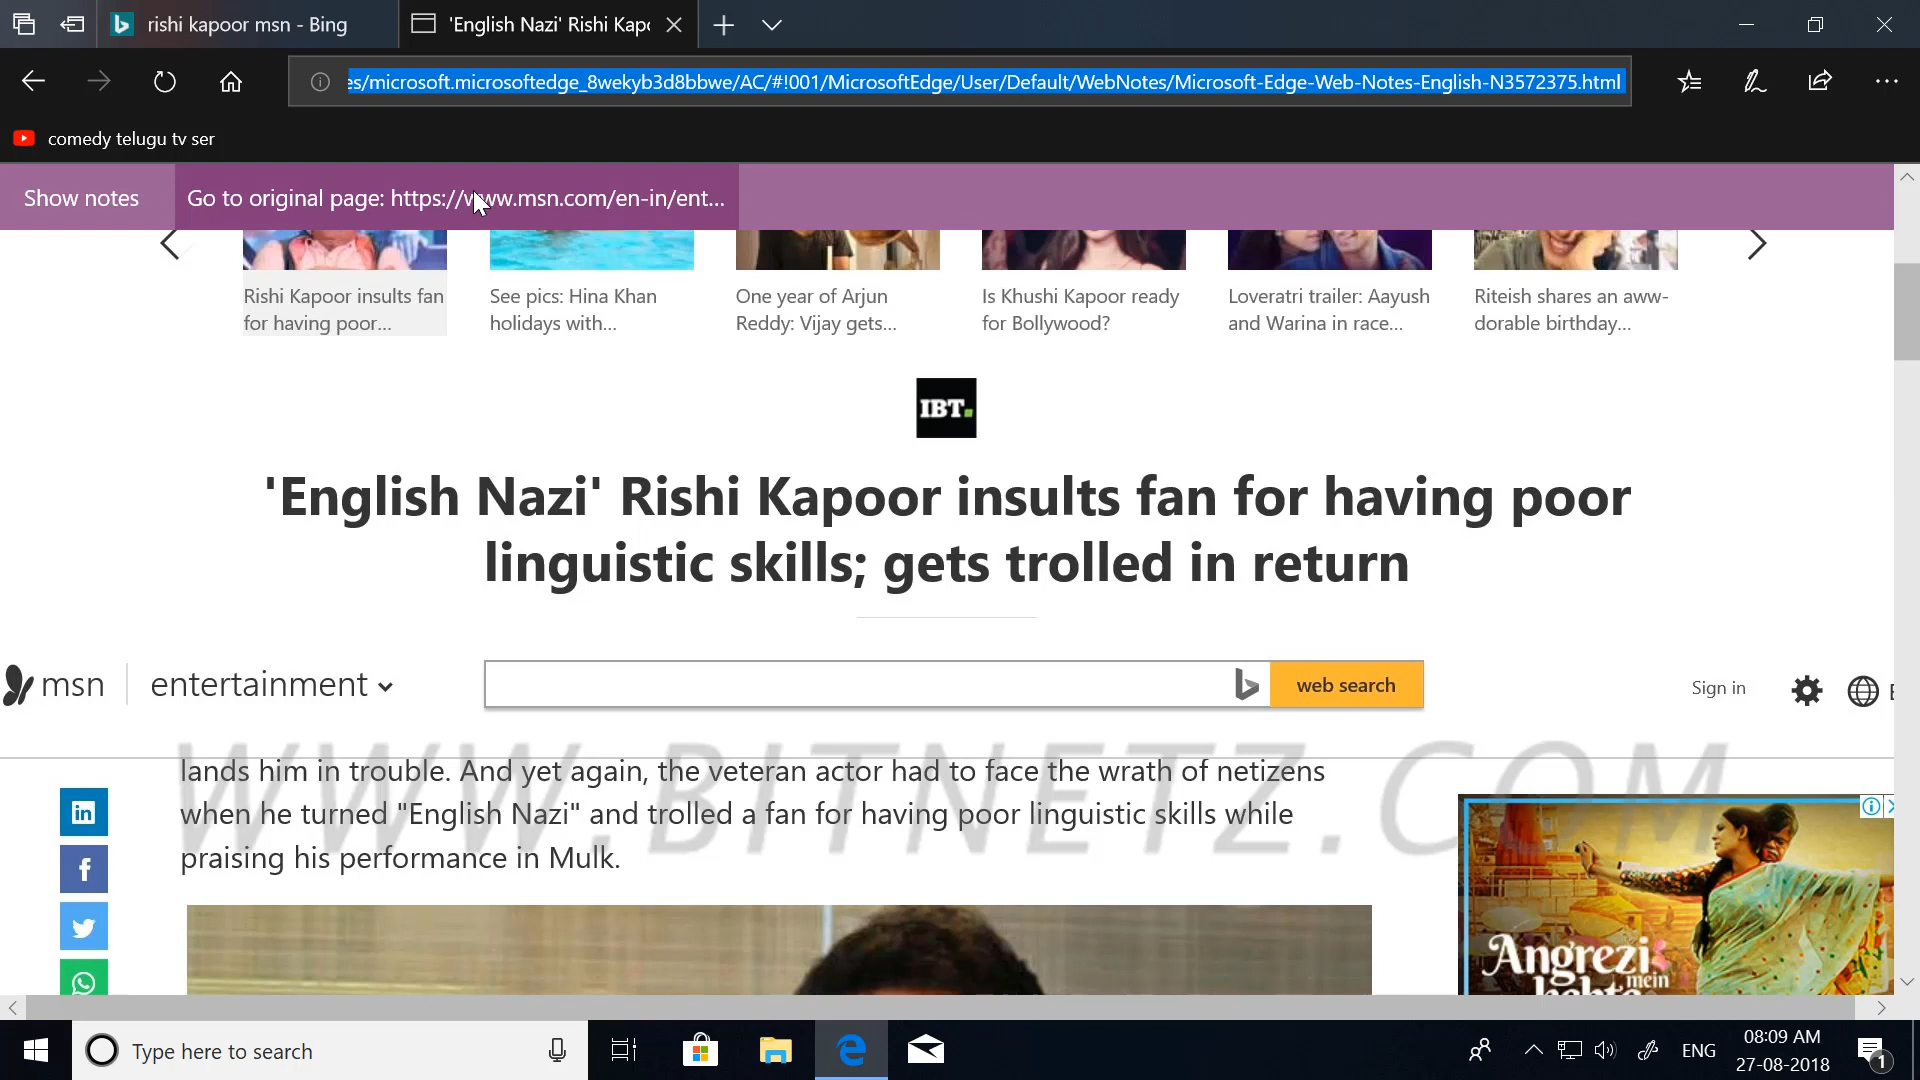 rishi kapoor msn - Bing
'English Nazi' Rishi Kap
es/microsoft.microsoftedge_8wekyb3d8bbwe/AC/#!001/MicrosoftEdge/User/Default/WebNotes/Microsoft-Edge-Web-Notes-English-N3572375.html
comedy telugu tv ser
Show notes
Go to original page: https://www.msn.com/en-in/ent...
Rishi Kapoor insults fan
for having poor...
See pics: Hina Khan
holidays with...
One year of Arjun
Reddy: Vijay gets...
Is Khushi Kapoor ready
for Bollywood?
Loveratri trailer: Aayush
and Warina in race...
Riteish shares an aww-
dorable birthday...
IBT.
'English Nazi' Rishi Kapoor insults fan for having poor
linguistic skills; gets trolled in return
msn
entertainment
web search
Sign in
WWW.BITNETZ.COM
lands him in trouble. And yet again, the veteran actor had to face the wrath of netizens
when he turned "English Nazi" and trolled a fan for having poor linguistic skills while
praising his performance in Mulk.
Angrezi
mein
kehte
Type here to search
ENG
08:09 AM
27-08-2018
1